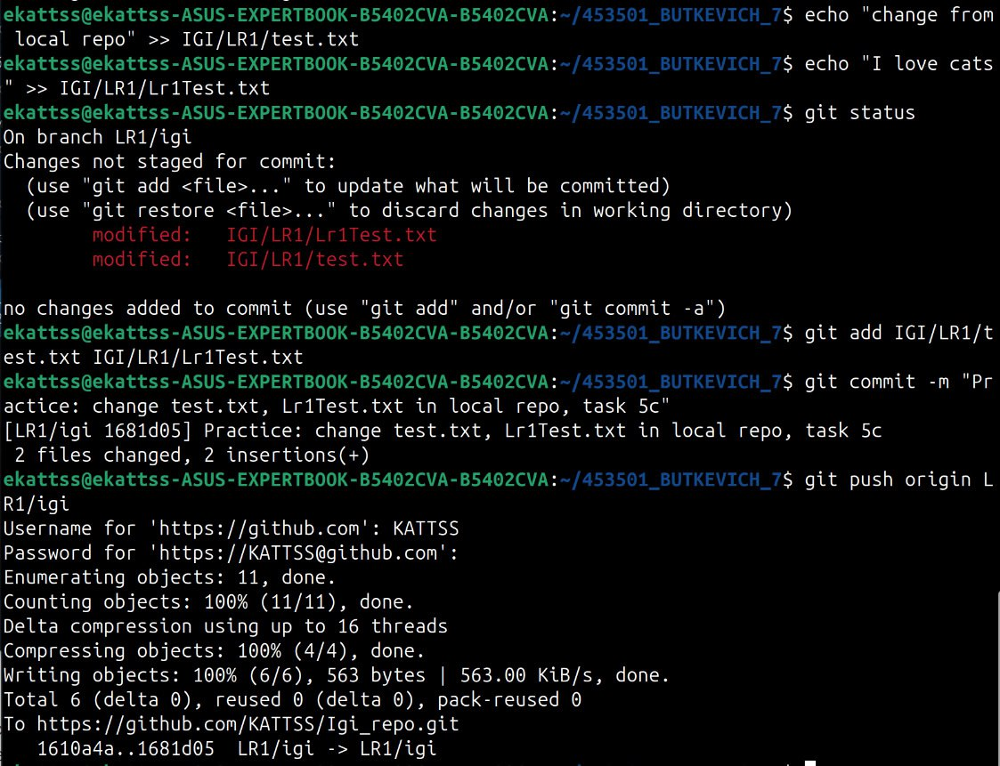 ekattss@ekattss-ASUS-EXPERTBOOK-B5402CVA-B5402CVA:~/453501_BUTKEVICH_7$ echo "change from
 local repo" >> IGI/LR1/test.txt
ekattss@ekattss-ASUS-EXPERTBOOK-B5402CVA-B5402CVA:~/453501_BUTKEVICH_7$ echo "I love cats
" >> IGI/LR1/Lr1Test.txt
ekattss@ekattss-ASUS-EXPERTBOOK-B5402CVA-B5402CVA:~/453501_BUTKEVICH_7$ git status
On branch LR1/igi
Changes not staged for commit:
  (use "git add <file>..." to update what will be committed)
  (use "git restore <file>..." to discard changes in working directory)
        modified:   IGI/LR1/Lr1Test.txt
        modified:   IGI/LR1/test.txt

no changes added to commit (use "git add" and/or "git commit -a")
ekattss@ekattss-ASUS-EXPERTBOOK-B5402CVA-B5402CVA:~/453501_BUTKEVICH_7$ git add IGI/LR1/t
est.txt IGI/LR1/Lr1Test.txt
ekattss@ekattss-ASUS-EXPERTBOOK-B5402CVA-B5402CVA:~/453501_BUTKEVICH_7$ git commit -m "Pr
actice: change test.txt, Lr1Test.txt in local repo, task 5c"
[LR1/igi 1681d05] Practice: change test.txt, Lr1Test.txt in local repo, task 5c
 2 files changed, 2 insertions(+)
ekattss@ekattss-ASUS-EXPERTBOOK-B5402CVA-B5402CVA:~/453501_BUTKEVICH_7$ git push origin L
R1/igi
Username for 'https://github.com': KATTSS
Password for 'https://KATTSS@github.com':
Enumerating objects: 11, done.
Counting objects: 100% (11/11), done.
Delta compression using up to 16 threads
Compressing objects: 100% (4/4), done.
Writing objects: 100% (6/6), 563 bytes | 563.00 KiB/s, done.
Total 6 (delta 0), reused 0 (delta 0), pack-reused 0
To https://github.com/KATTSS/Igi_repo.git
   1610a4a..1681d05  LR1/igi -> LR1/igi